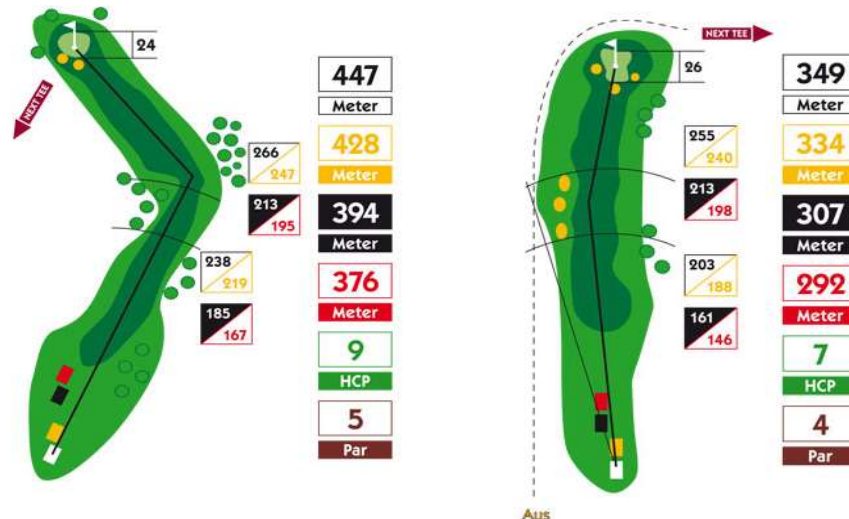 24
NEXT TEE
447
Meter
428
Meter
394
Meter
376
Meter
9
HCP
5
Par
266
247
213
195
238
219
185
167
NEXT TEE
26
349
Meter
334
Meter
307
Meter
292
Meter
7
HCP
4
Par
255
240
213
198
203
188
161
146
Aus